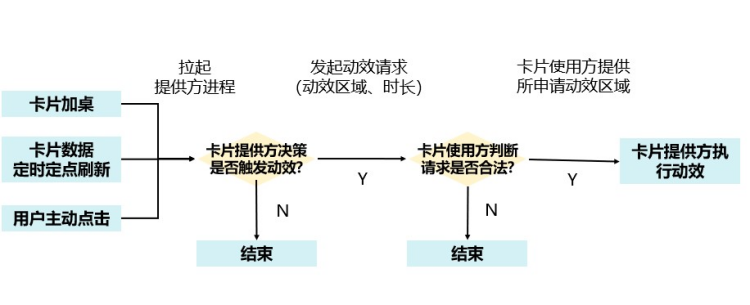 拉起
提供方进程
发起动效请求
（动效区域、时长）
卡片使用方提供
所申请动效区域
卡片加桌
卡片数据
定时定点刷新
用户主动点击
卡片提供方决策
是否触发动效?
Y
N
结束
卡片使用方判断
请求是否合法?
Y
N
结束
卡片提供方执
行动效